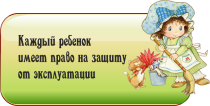 Каждый ребенок
имеет право на защиту
от эксплуатации